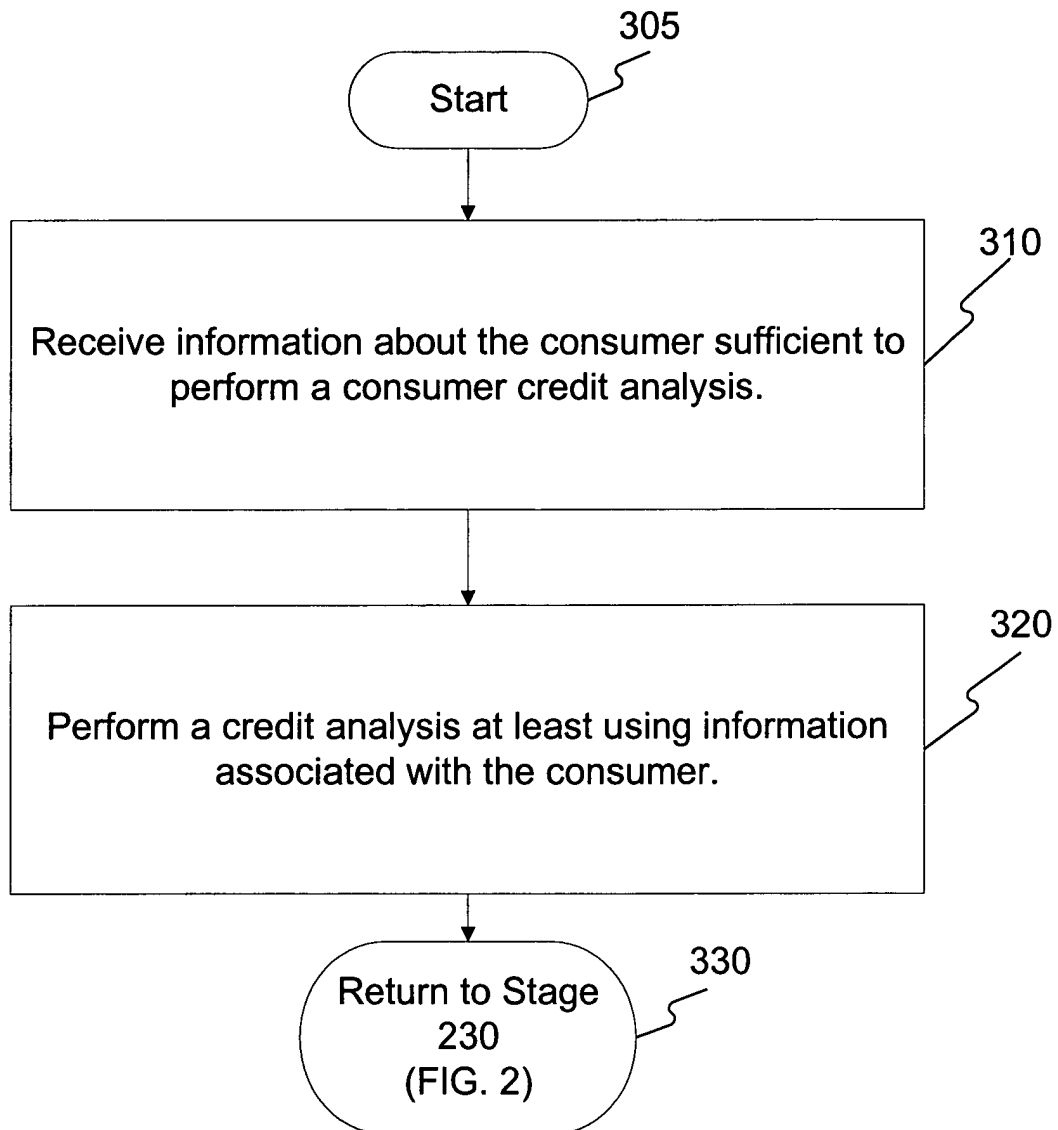 305
Start
310
Receive information about the consumer sufficient to
perform a consumer credit analysis.
320
Perform a credit analysis at least using information
associated with the consumer.
330
Return to Stage
230
(FIG. 2)